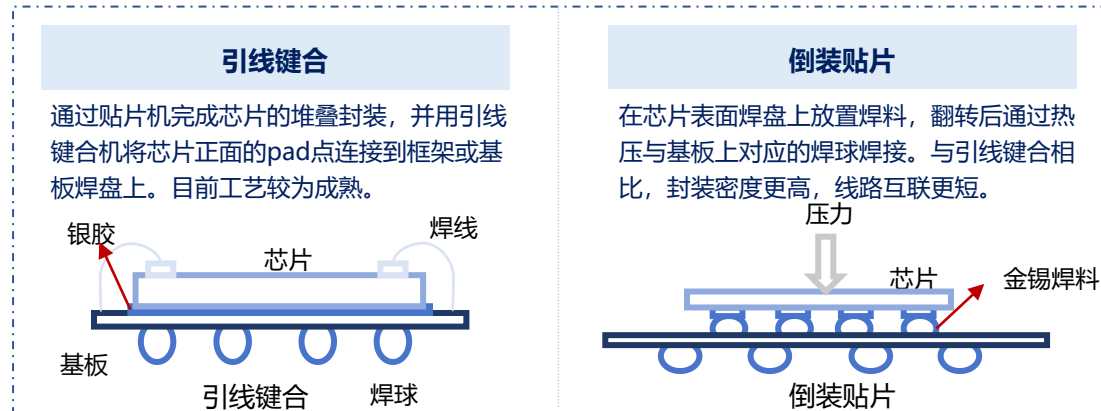 引线键合
通过贴片机完成芯片的堆叠封装，并用引线
键合机将芯片正面的pad点连接到框架或基
板焊盘上。目前工艺较为成熟。
银胶
焊线
芯片
基板
引线键合
焊球
倒装贴片
在芯片表面焊盘上放置焊料，翻转后通过热
压与基板上对应的焊球焊接。与引线键合相
比，封装密度更高，线路互联更短。
压力
芯片
金锡焊料
倒装贴片